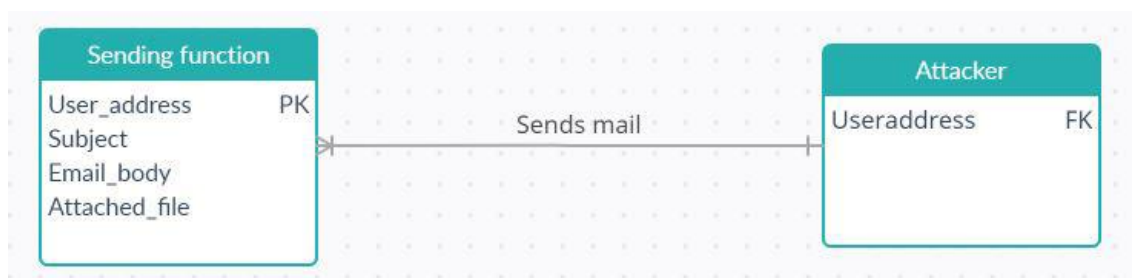 Sending function
User_address PK
Subject
Email_body
Attached_file
Sends mail
Attacker
Useraddress FK